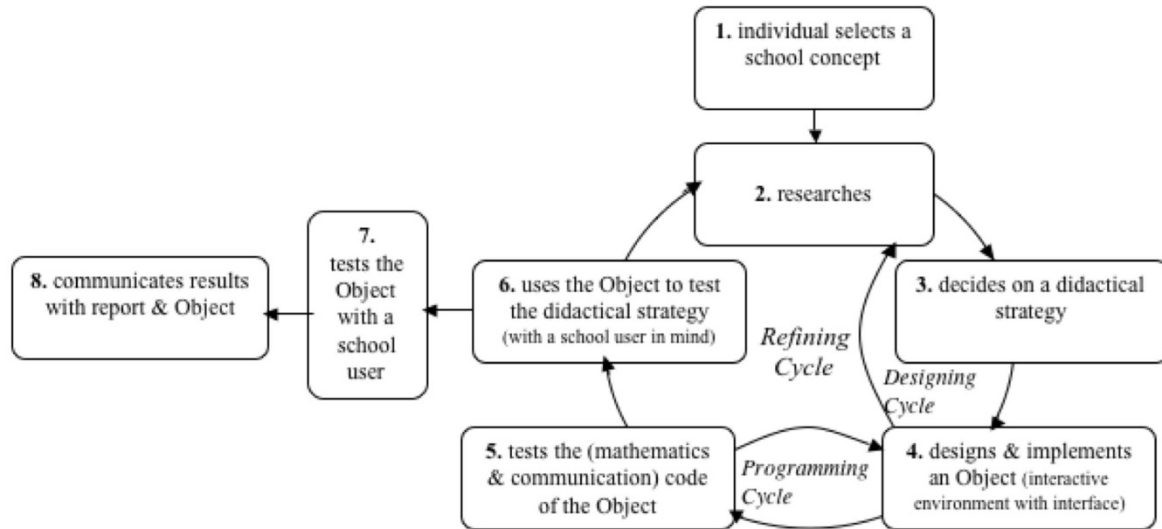 1. individual selects a
school concept
2. researches
3. decides on a didactical
strategy
4. designs & implements
an Object (interactive
environment with interface)
5. tests the (mathematics
& communication) code
of the Object
6. uses the Object to test
the didactical strategy
(with a school user in mind)
7.
tests the
Object
with a
school
user
8. communicates results
with report & Object
Refining
Cycle
Designing
Cycle
Programming
Cycle